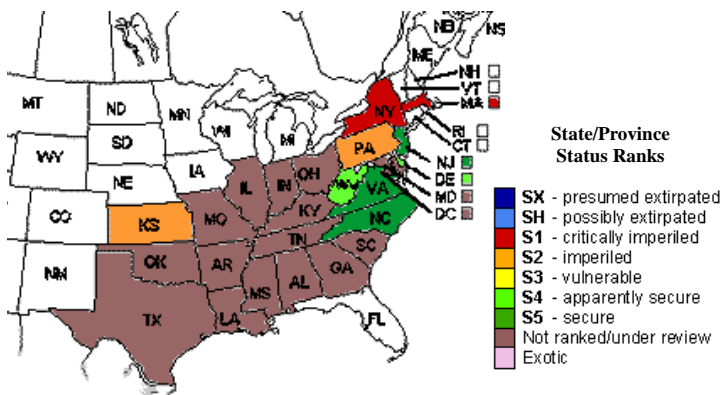 NB
NS
ME
NH
VT
MA
RI
CT
NJ
DE
MD
DC
MT
ND
MN
WI
MI
NY
PA
SD
WY
IA
NE
IL
IN
OH
WV
VA
CO
KS
MO
KY
NC
TN
NM
OK
AR
SC
MS
AL
GA
TX
LA
FL
State/Province
Status Ranks
SX - presumed extirpated
SH - possibly extirpated
S1 - critically imperiled
S2 - imperiled
S3 - vulnerable
S4 - apparently secure
S5 - secure
Not ranked/under review
Exotic